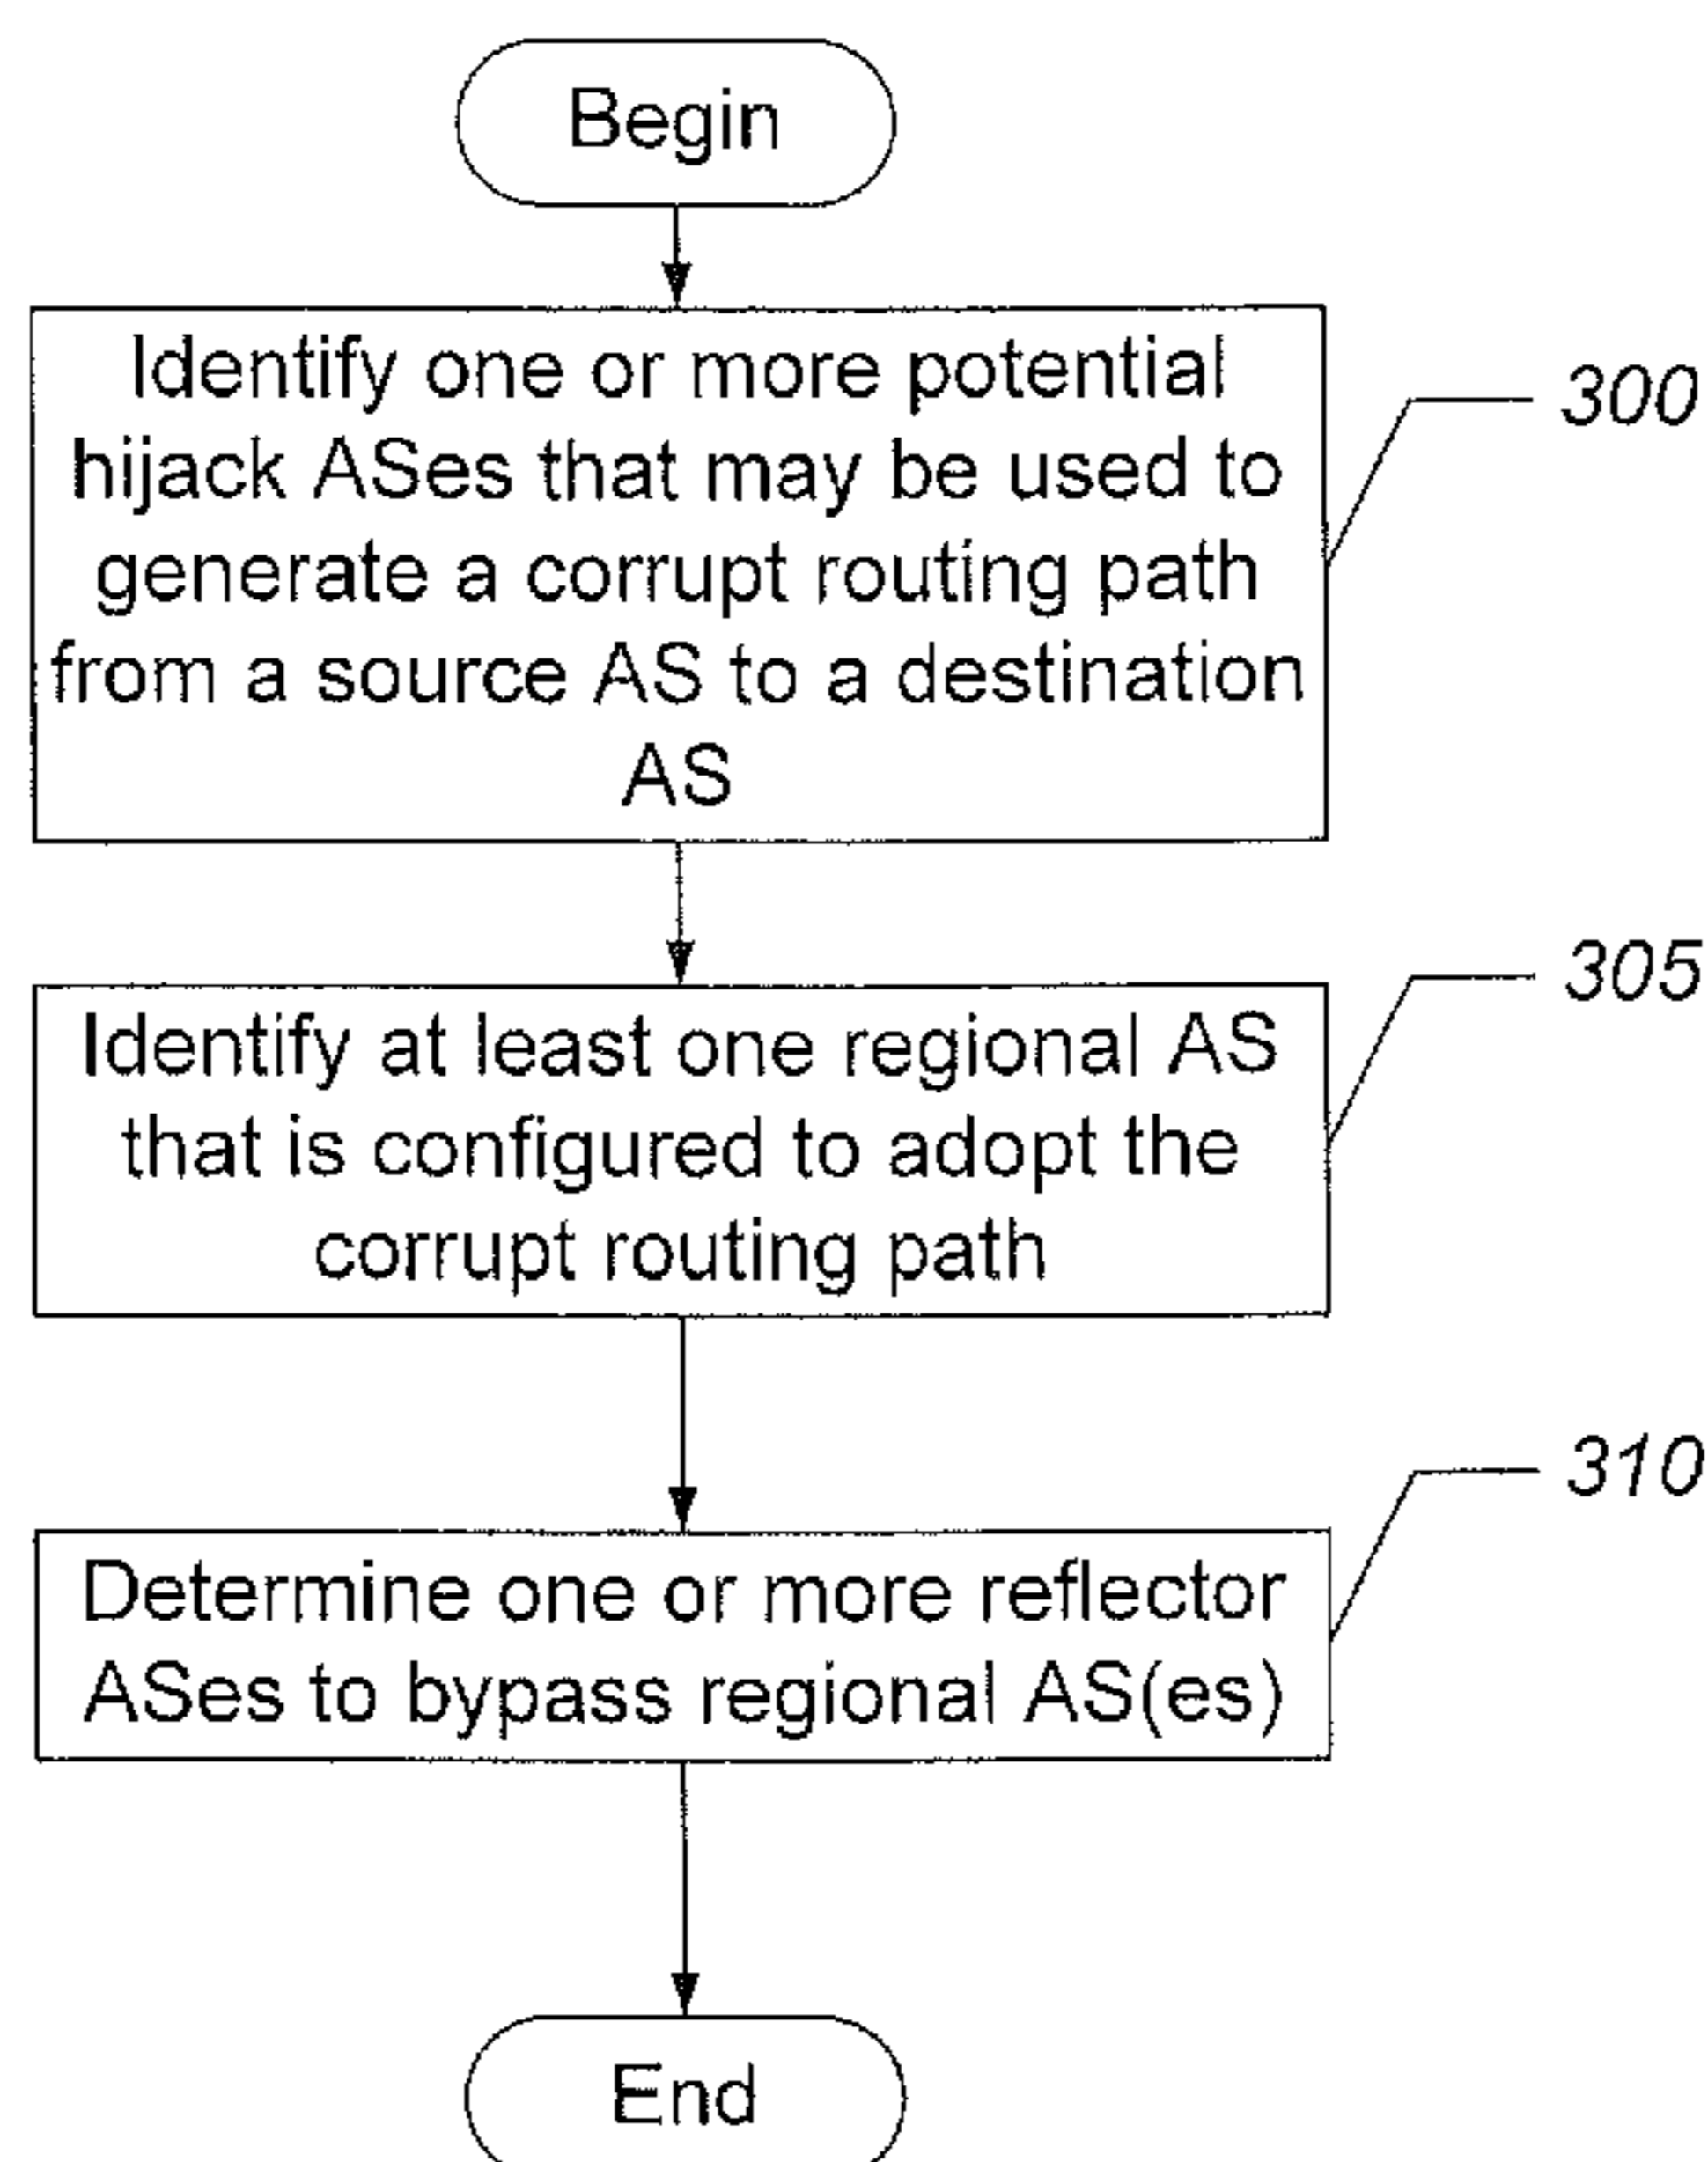 Begin
Identify one or more potential
hijack ASes that may be used to
generate a corrupt routing path
from a source AS to a destination
AS
300
Identify at least one regional AS
that is configured to adopt the
corrupt routing path
305
Determine one or more reflector
ASes to bypass regional AS(es)
310
End